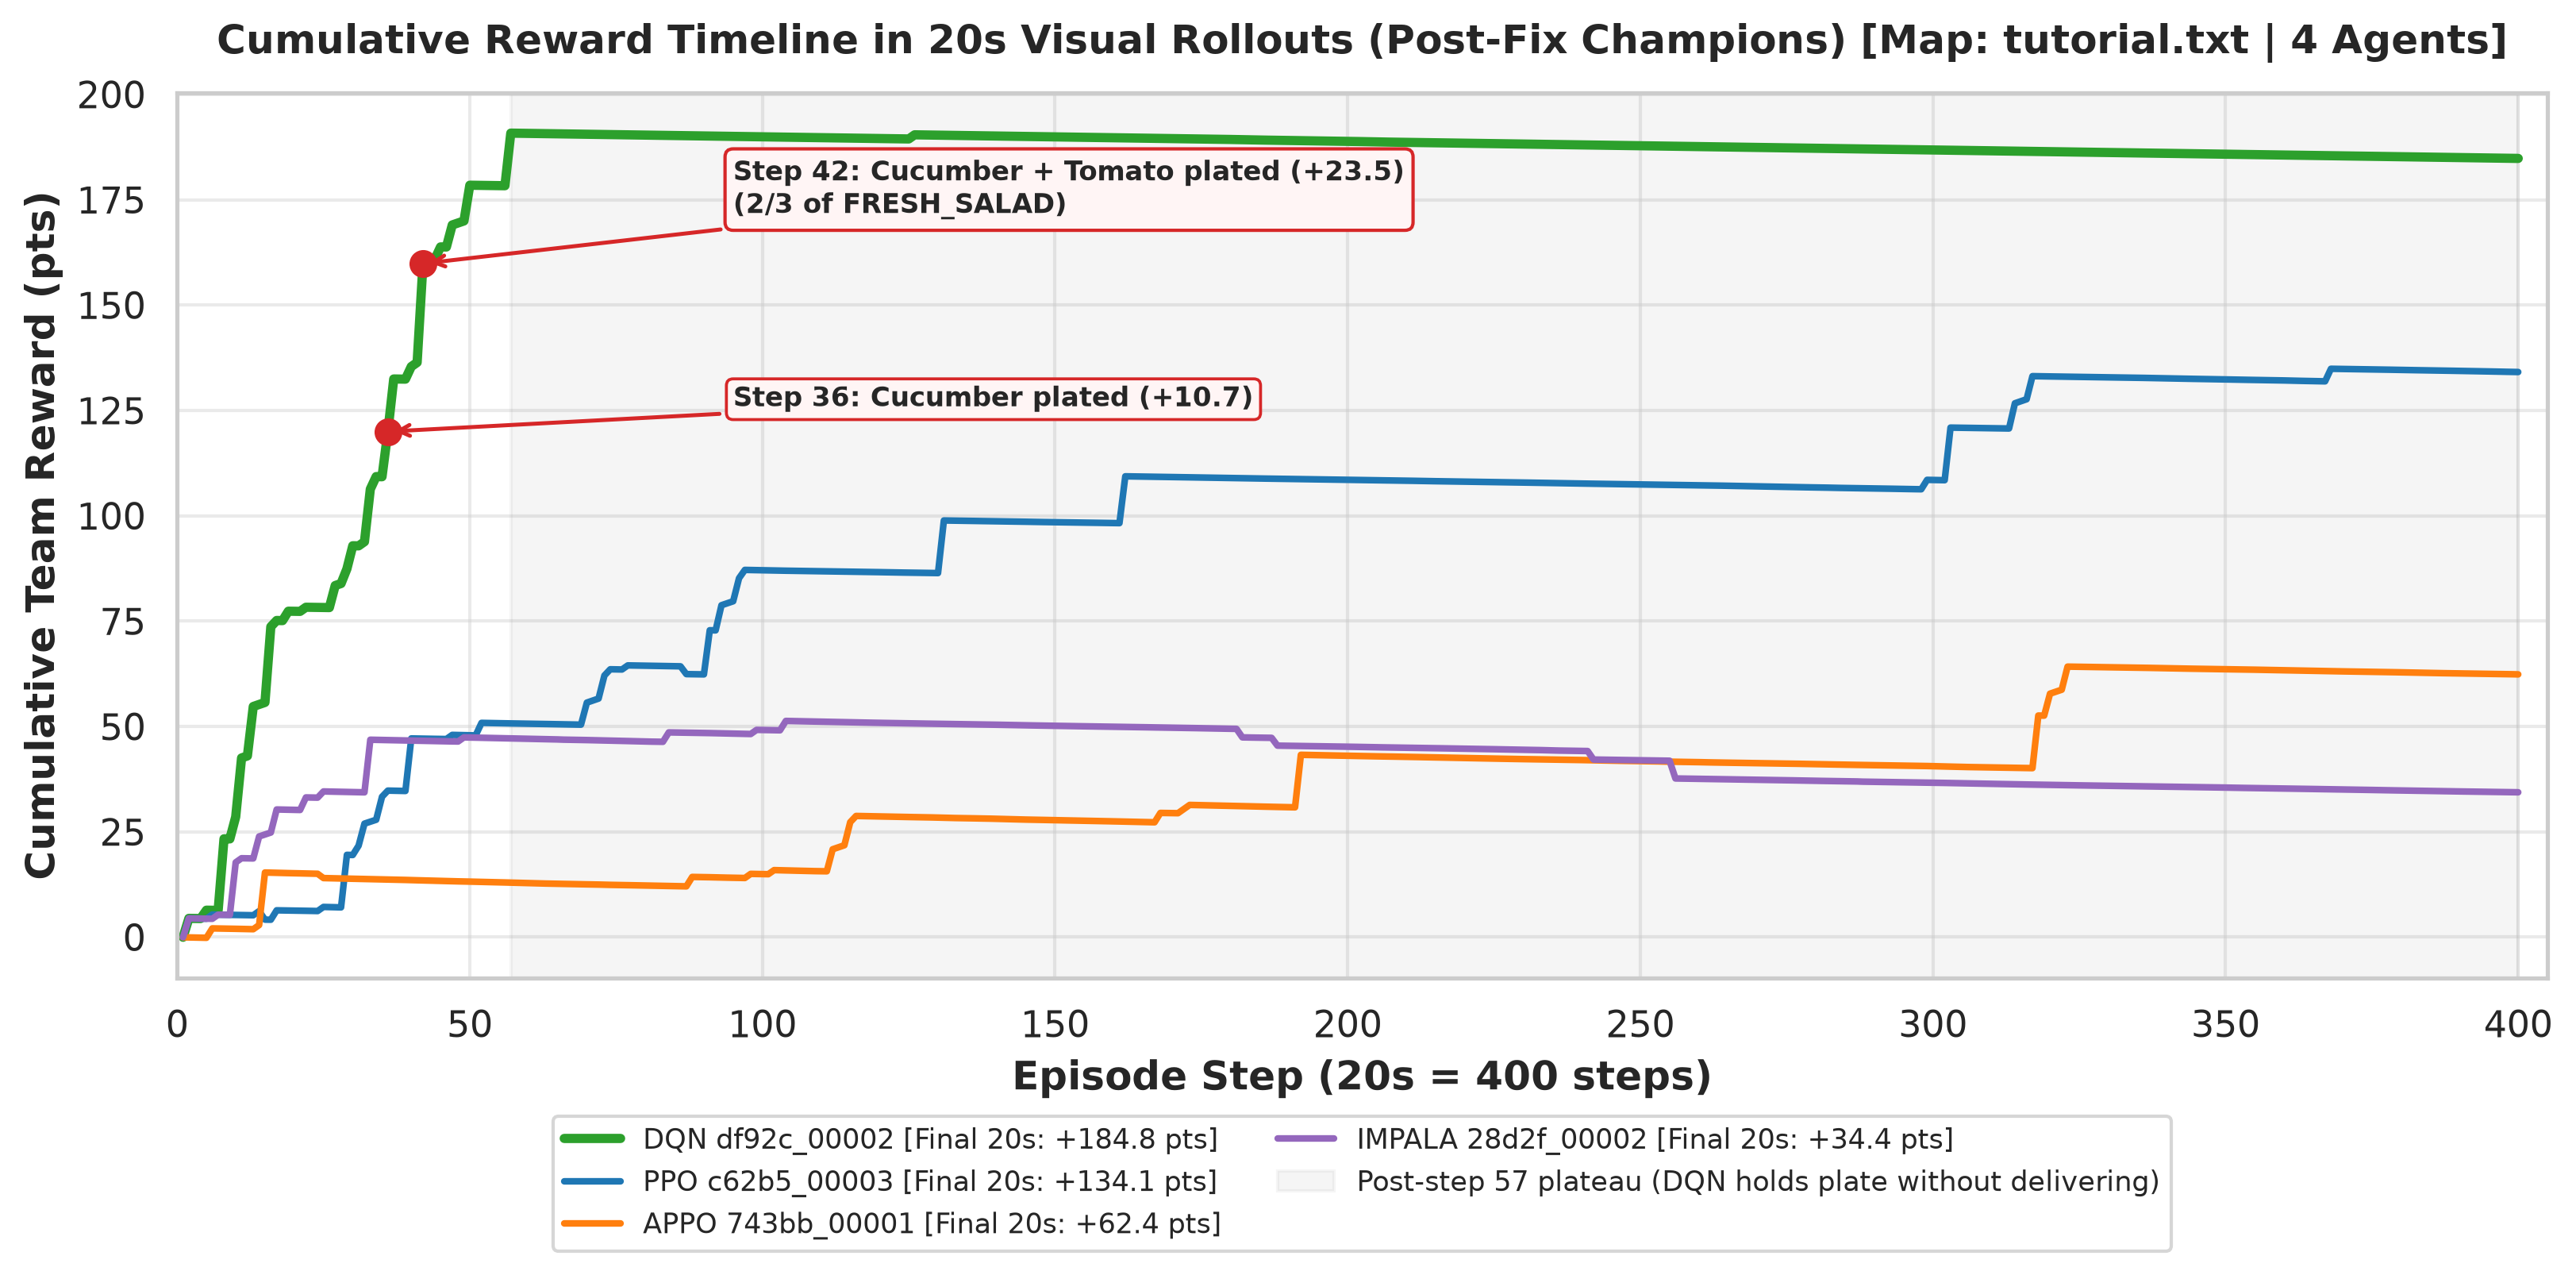 Cumulative Reward Timeline in 20s Visual Rollouts (Post-Fix Champions) [Map: tutorial.txt | 4 Agents]
Cumulative Team Reward (pts)
200
175
150
125
100
75
50
25
0
Step 42: Cucumber + Tomato plated (+23.5)
(2/3 of FRESH_SALAD)
Step 36: Cucumber plated (+10.7)
0 50 100 150 200 250 300 350 400
Episode Step (20s = 400 steps)
DQN df92c_00002 [Final 20s: +184.8 pts]
PPO c62b5_00003 [Final 20s: +134.1 pts]
APPO 743bb_00001 [Final 20s: +62.4 pts]
IMPALA 28d2f_00002 [Final 20s: +34.4 pts]
Post-step 57 plateau (DQN holds plate without delivering)